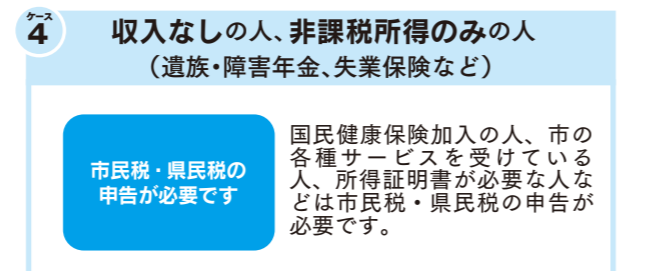 ケース
4
収入なしの人、非課税所得のみの人
（遺族・障害年金、失業保険など）
市民税・県民税の
申告が必要です
国民健康保険加入の人、市の
各種サービスを受けている
人、所得証明書が必要な人な
どは市民税・県民税の申告が
必要です。